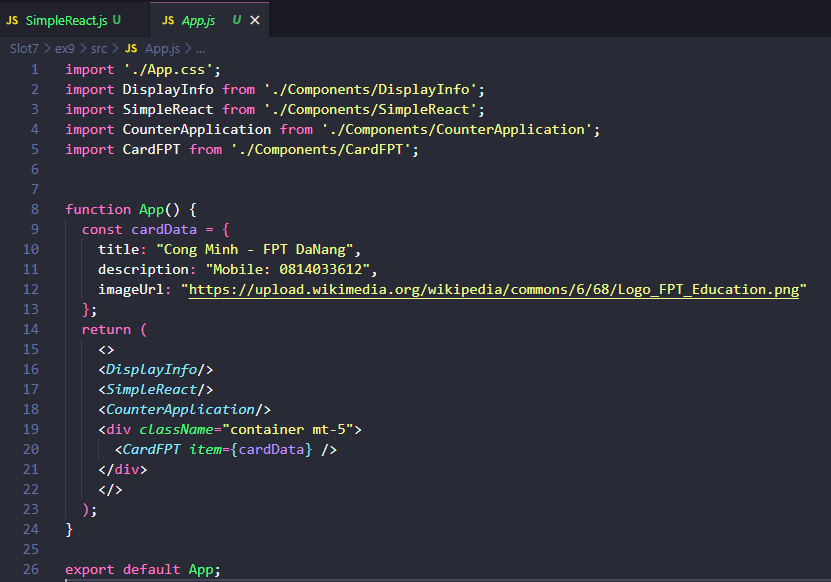 JS SimpleReact.js U JS App.js U ×
Slot7 > ex9 > src > JS App.js > ...
1 import './App.css';
2 import DisplayInfo from './Components/DisplayInfo';
3 import SimpleReact from './Components/SimpleReact';
4 import CounterApplication from './Components/CounterApplication';
5 import CardFPT from './Components/CardFPT';
6
7
8 function App() {
9   const cardData = {
10     title: "Cong Minh - FPT DaNang",
11     description: "Mobile: 0814033612",
12     imageUrl: "https://upload.wikimedia.org/wikipedia/commons/6/68/Logo_FPT_Education.png"
13   };
14   return (
15     <>
16     <DisplayInfo/>
17     <SimpleReact/>
18     <CounterApplication/>
19     <div className="container mt-5">
20       <CardFPT item={cardData} />
21     </div>
22     </>
23   );
24 }
25
26 export default App;